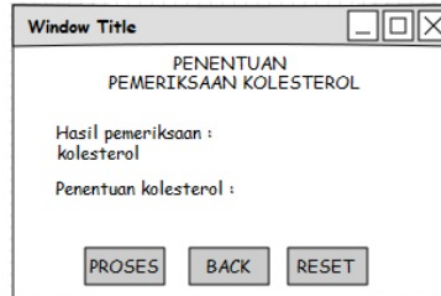 Window Title
PENENTUAN
PEMERIKSAAN KOLESTEROL
Hasil pemeriksaan :
kolesterol
Penentuan kolesterol :
PROSES BACK RESET